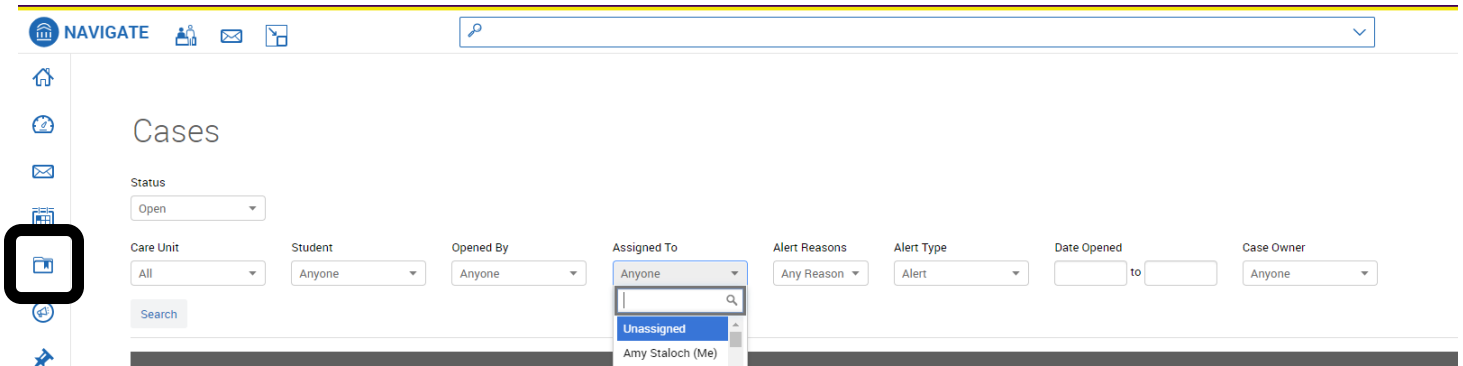 NAVIGATE
Cases
Status
Open
Care Unit Student Opened By Assigned To Alert Reasons Alert Type Date Opened Case Owner
All Anyone Anyone Anyone Any Reason Alert to Anyone
Search
Unassigned
Amy Staloch (Me)